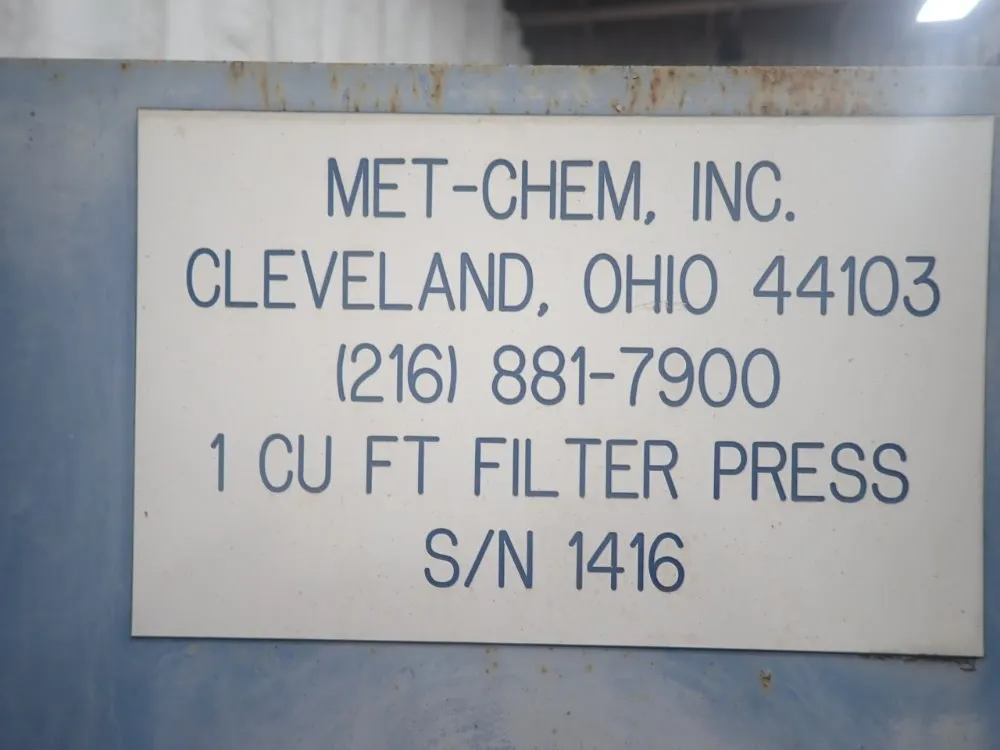 MET-CHEM, INC.
CLEVELAND, OHIO 44103
(216) 881-7900
1 CU FT FILTER PRESS
S/N 1416